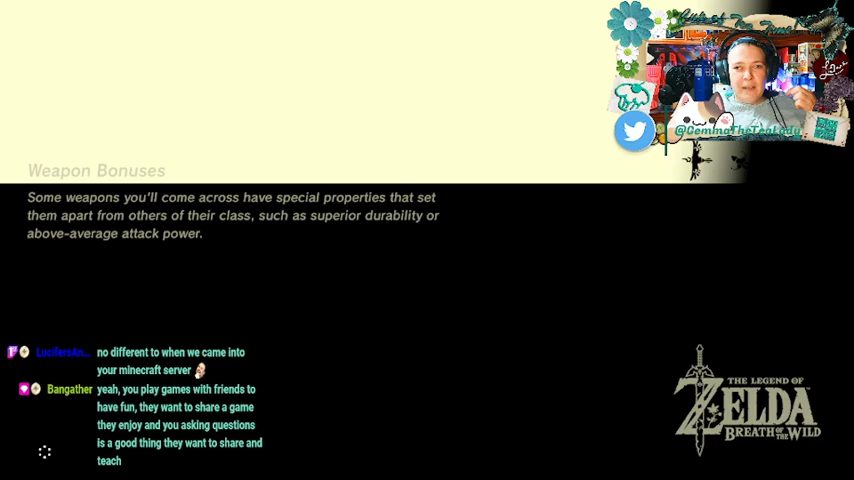 @GemmaTheTeaLady
Weapon Bonuses
Some weapons you'll come across have special properties that set
them apart from others of their class, such as superior durability or
above-average attack power.
LucifersAn...
no different to when we came into
your minecraft server
Bangather
yeah, you play games with friends to
have fun, they want to share a game
they enjoy and you asking questions
is a good thing they want to share and
teach
THE LEGEND OF
ZELDA
BREATH OF THE WILD